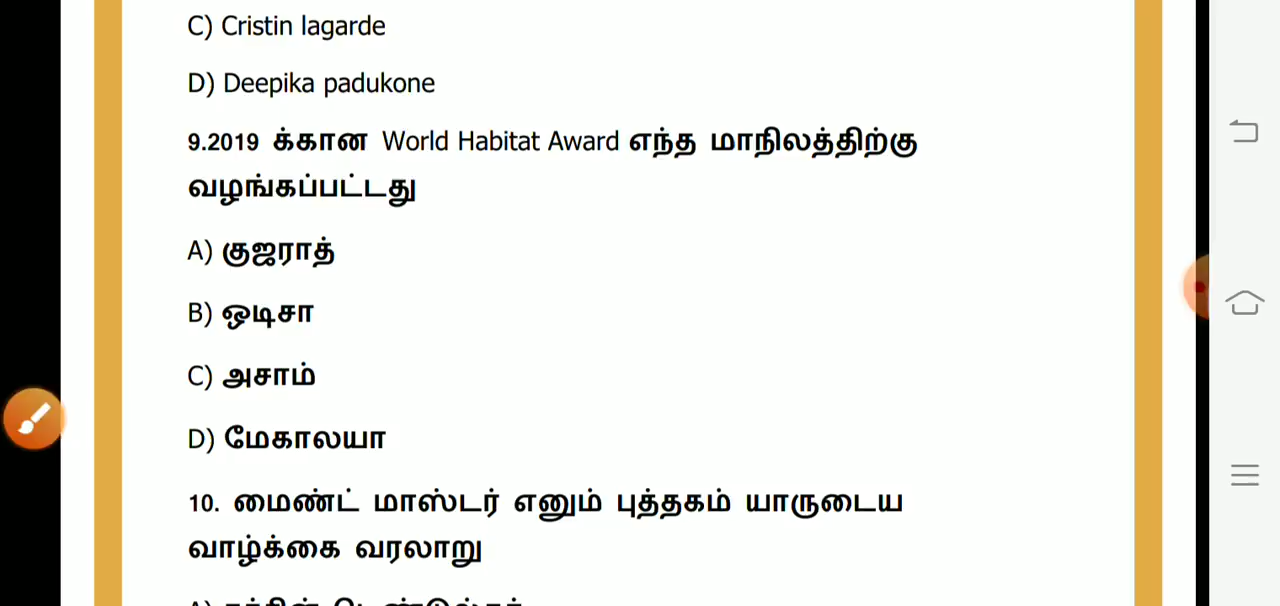 C) Cristin lagarde
D) Deepika padukone
9.2019 க்கான World Habitat Award எந்த மாநிலத்திற்கு
வழங்கப்பட்டது
A) குஜராத்
B) ஒடிசா
C) அசாம்
D) மேகாலயா
10. மைண்ட் மாஸ்டர் எனும் புத்தகம் யாருடைய
வாழ்க்கை வரலாறு